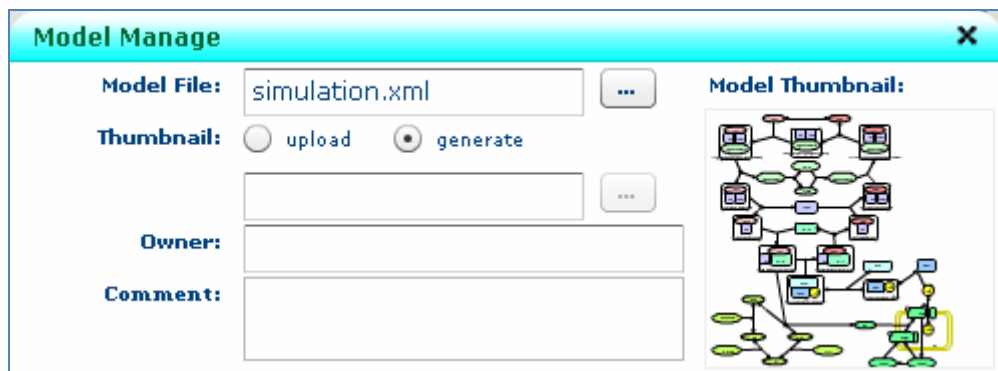 Model Manage
Model File: simulation.xml ... Model Thumbnail:
Thumbnail: upload generate
...
Owner:
Comment: